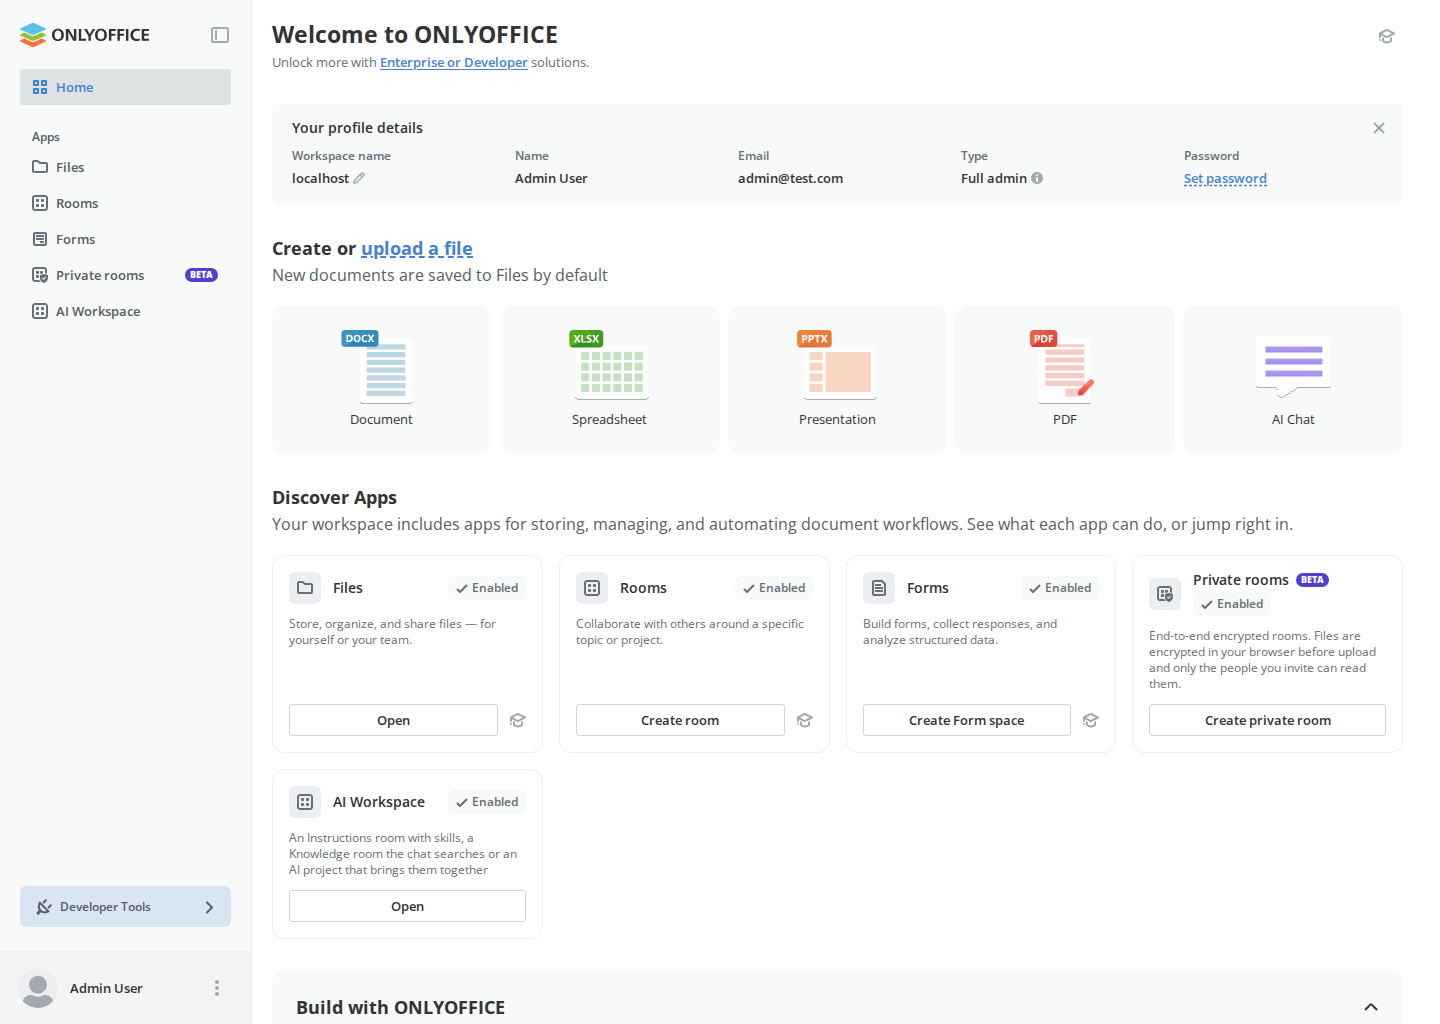 ONLYOFFICE
Home
Apps
Files
Rooms
Forms
Private rooms BETA
AI Workspace
Developer Tools
Admin User
Welcome to ONLYOFFICE
Unlock more with Enterprise or Developer solutions.
Your profile details
Workspace name
localhost
Name
Admin User
Email
admin@test.com
Type
Full admin
Password
Set password
Create or upload a file
New documents are saved to Files by default
DOCX
Document
XLSX
Spreadsheet
PPTX
Presentation
PDF
PDF
AI Chat
Discover Apps
Your workspace includes apps for storing, managing, and automating document workflows. See what each app can do, or jump right in.
Files
Enabled
Store, organize, and share files — for
yourself or your team.
Open
Rooms
Enabled
Collaborate with others around a specific
topic or project.
Create room
Forms
Enabled
Build forms, collect responses, and
analyze structured data.
Create Form space
Private rooms BETA
Enabled
End-to-end encrypted rooms. Files are
encrypted in your browser before upload
and only the people you invite can read
them.
Create private room
AI Workspace
Enabled
An Instructions room with skills, a
Knowledge room the chat searches or an
AI project that brings them together
Open
Build with ONLYOFFICE